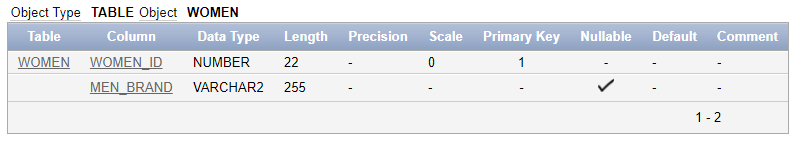 Object Type TABLE Object WOMEN
Table Column Data Type Length Precision Scale Primary Key Nullable Default Comment
WOMEN WOMEN_ID NUMBER 22 - 0 1 - - -
MEN_BRAND VARCHAR2 255 - - - ✓ - -
1 - 2